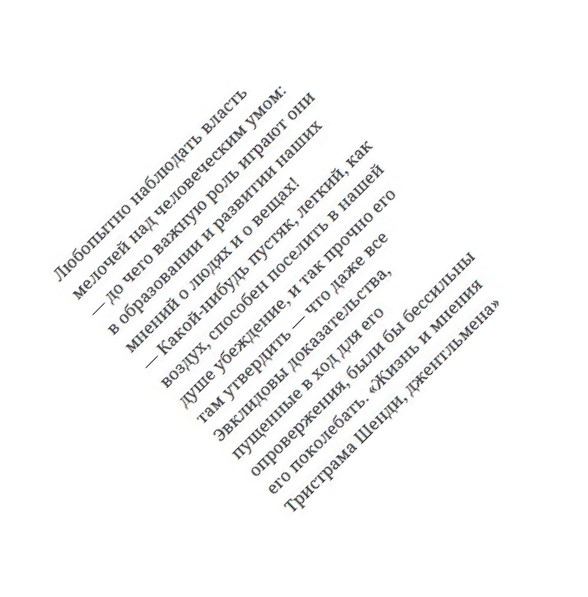 Любопытно наблюдать власть
мелочей над человеческим умом:
— до чего важную роль играют они
в образовании и развитии наших
мнений о людях и о вещах!
— Какой-нибудь пустяк, легкий, как
воздух, способен поселить в нашей
душе убеждение, и так прочно его
там утвердить — что даже все
Эвклидовы доказательства,
пущенные в ход для его
опровержения, были бы бессильны
его поколебать. «Жизнь и мнения
Тристрама Шенди, джентльмена»